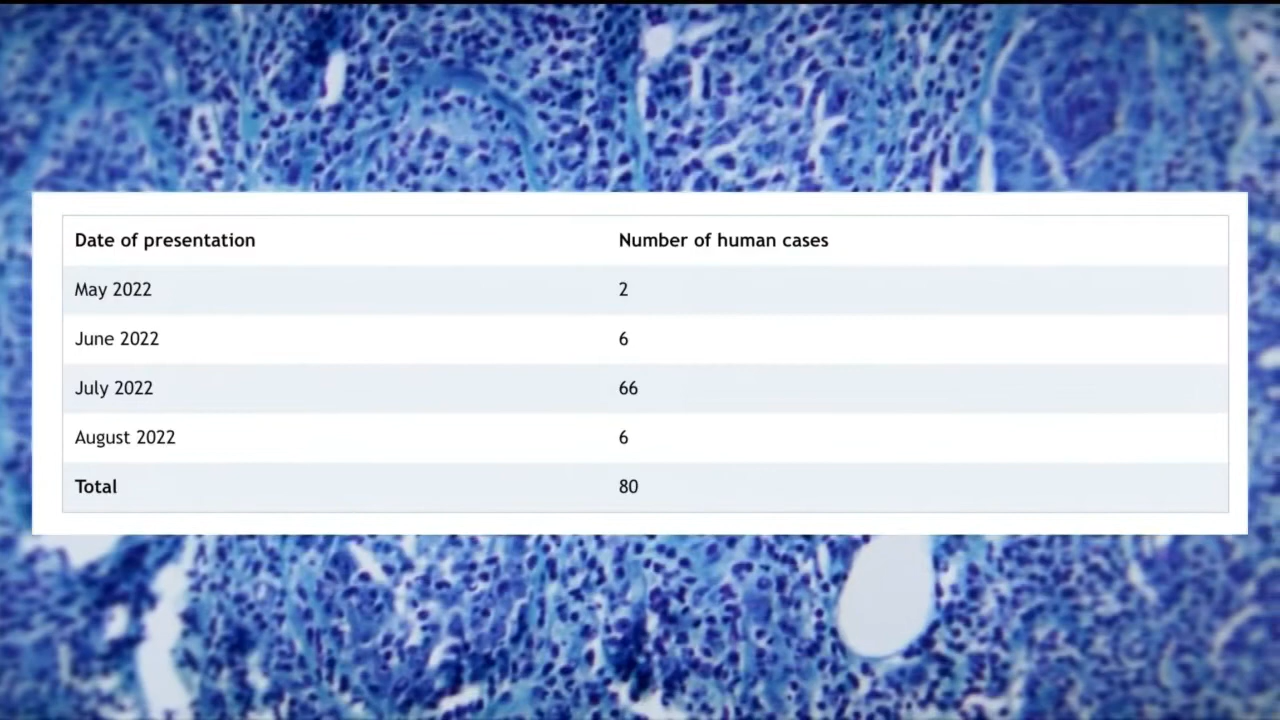 Date of presentation Number of human cases
May 2022 2
June 2022 6
July 2022 66
August 2022 6
Total 80